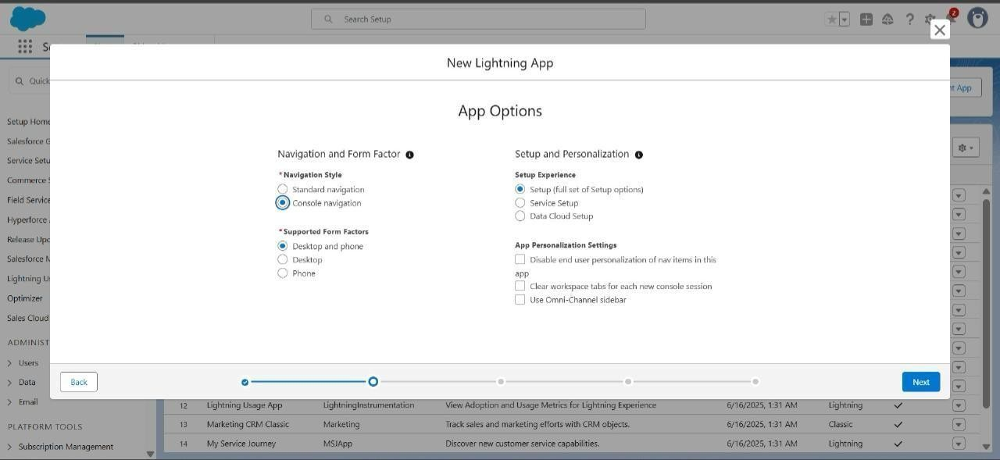 Search Setup
2
Quick
New Lightning App
App Options
Navigation and Form Factor
*Navigation Style
Standard navigation
Console navigation
*Supported Form Factors
Desktop and phone
Desktop
Phone
Setup and Personalization
Setup Experience
Setup (full set of Setup options)
Service Setup
Data Cloud Setup
App Personalization Settings
Disable end user personalization of nav items in this
app
Clear workspace tabs for each new console session
Use Omni-Channel sidebar
Back
Next
App
Setup Home
Salesforce G
Service Setu
Commerce S
Field Service
Hyperforce
Release Upd
Salesforce M
Lightning Us
Optimizer
Sales Cloud
ADMINIST
Users
Data
Email
PLATFORM TOOLS
Subscription Management
12 Lightning Usage App LightningInstrumentation View Adoption and Usage Metrics for Lightning Experience 6/16/2025, 1:31 AM Lightning
13 Marketing CRM Classic Marketing Track sales and marketing efforts with CRM objects. 6/16/2025, 1:31 AM Classic
14 My Service Journey MSJApp Discover new customer service capabilities. 6/16/2025, 1:31 AM Lightning